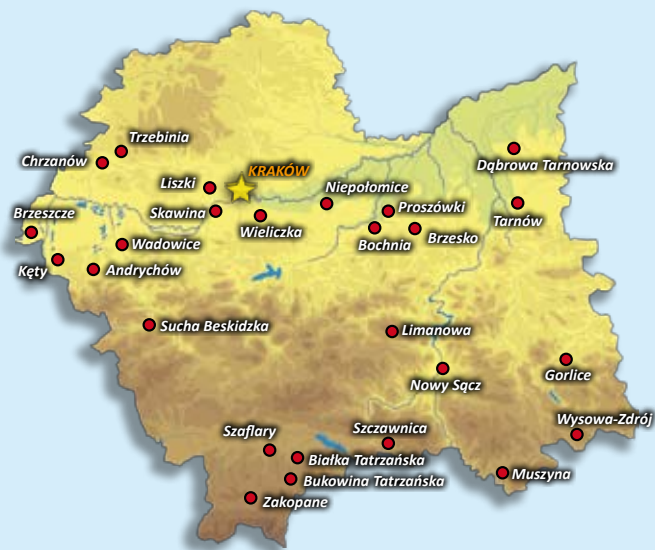 Trzebinia
Chrzanów
Dąbrowa Tarnowska
KRAKÓW
Liszki
Niepołomice
Skawina
Proszówki
Brzeszcze
Tarnów
Wieliczka
Bochnia
Brzesko
Wadowice
Kęty
Andrychów
Sucha Beskidzka
Limanowa
Gorlice
Nowy Sącz
Wysowa-Zdrój
Szczawnica
Szaflary
Białka Tatrzańska
Muszyna
Bukowina Tatrzańska
Zakopane